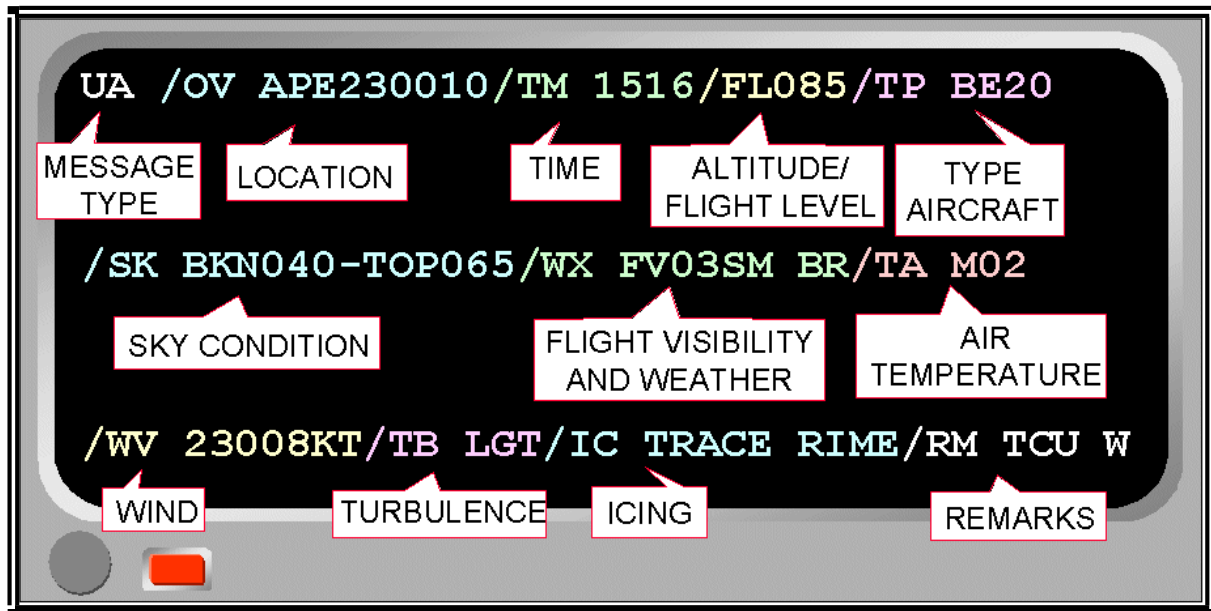 UA /OV APE230010/TM 1516/FL085/TP BE20
MESSAGE TYPE
LOCATION
TIME
ALTITUDE/ FLIGHT LEVEL
TYPE AIRCRAFT
/SK BKN040-TOP065/WX FV03SM BR/TA M02
SKY CONDITION
FLIGHT VISIBILITY AND WEATHER
AIR TEMPERATURE
/WV 23008KT/TB LGT/IC TRACE RIME/RM TCU W
WIND
TURBULENCE
ICING
REMARKS